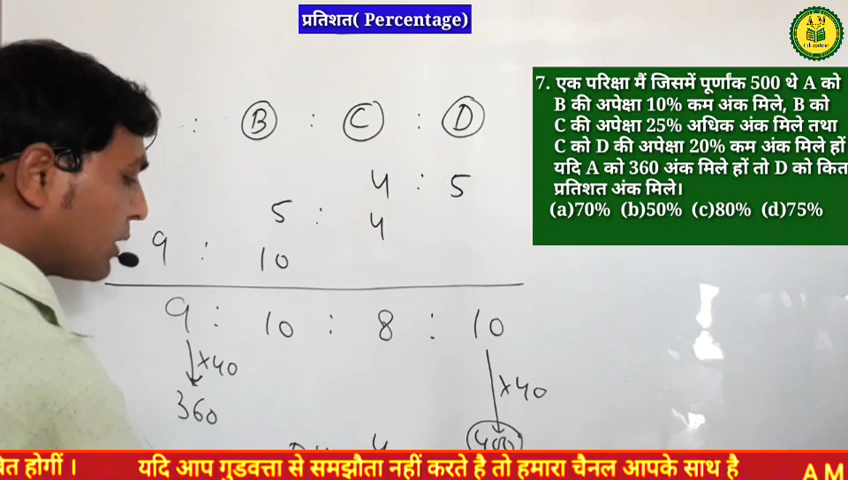 प्रतिशत( Percentage)
7. एक परिक्षा मैं जिसमें पूर्णांक 500 थे A को
B की अपेक्षा 10% कम अंक मिले, B को
C की अपेक्षा 25% अधिक अंक मिले तथा
C को D की अपेक्षा 20% कम अंक मिले हों
यदि A को 360 अंक मिले हों तो D को कित
प्रतिशत अंक मिले।
(a)70% (b)50% (c)80% (d)75%
: B : C : D
4 : 5
5 : 4
9 : 10
9 : 10 : 8 : 10
×40 ×40
360 400
4
होगीं । यदि आप गुडवत्ता से समझौता नहीं करते है तो हमारा चैनल आपके साथ है A M